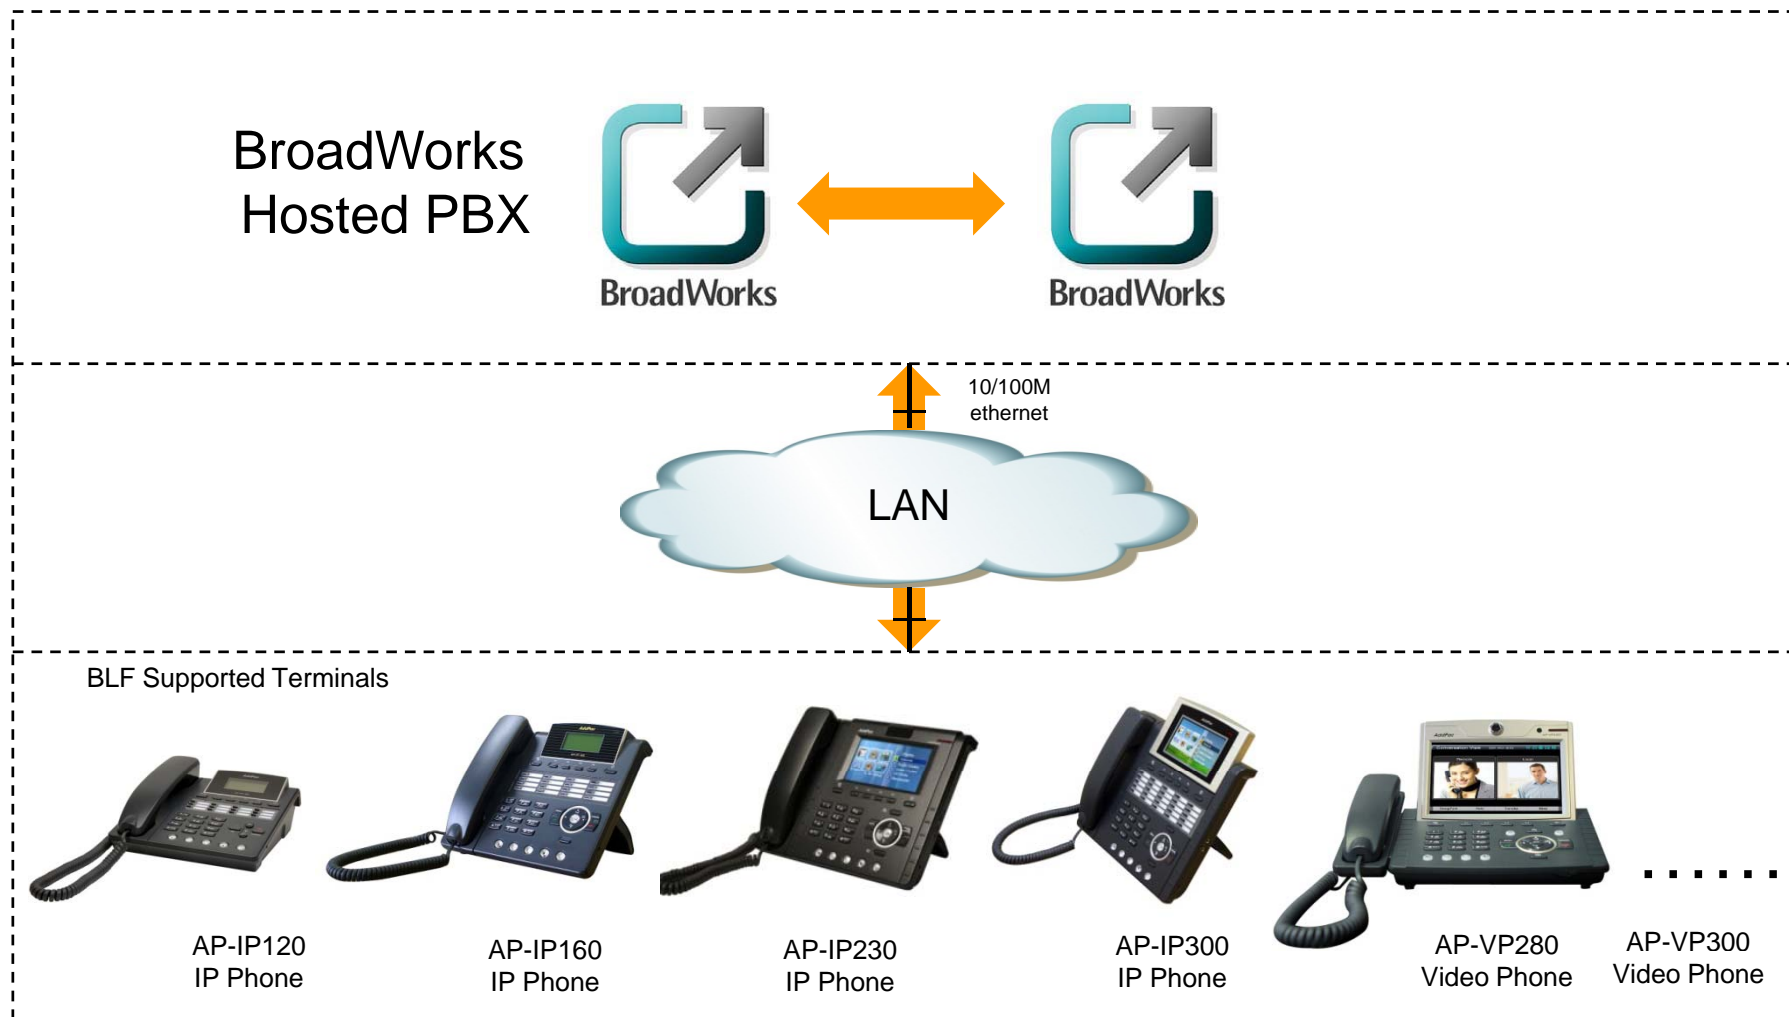 BroadWorks
Hosted PBX
BroadWorks
BroadWorks
10/100M
ethernet
LAN
BLF Supported Terminals
AP-IP120
IP Phone
AP-IP160
IP Phone
AP-IP230
IP Phone
AP-IP300
IP Phone
AP-VP280
Video Phone
......
AP-VP300
Video Phone